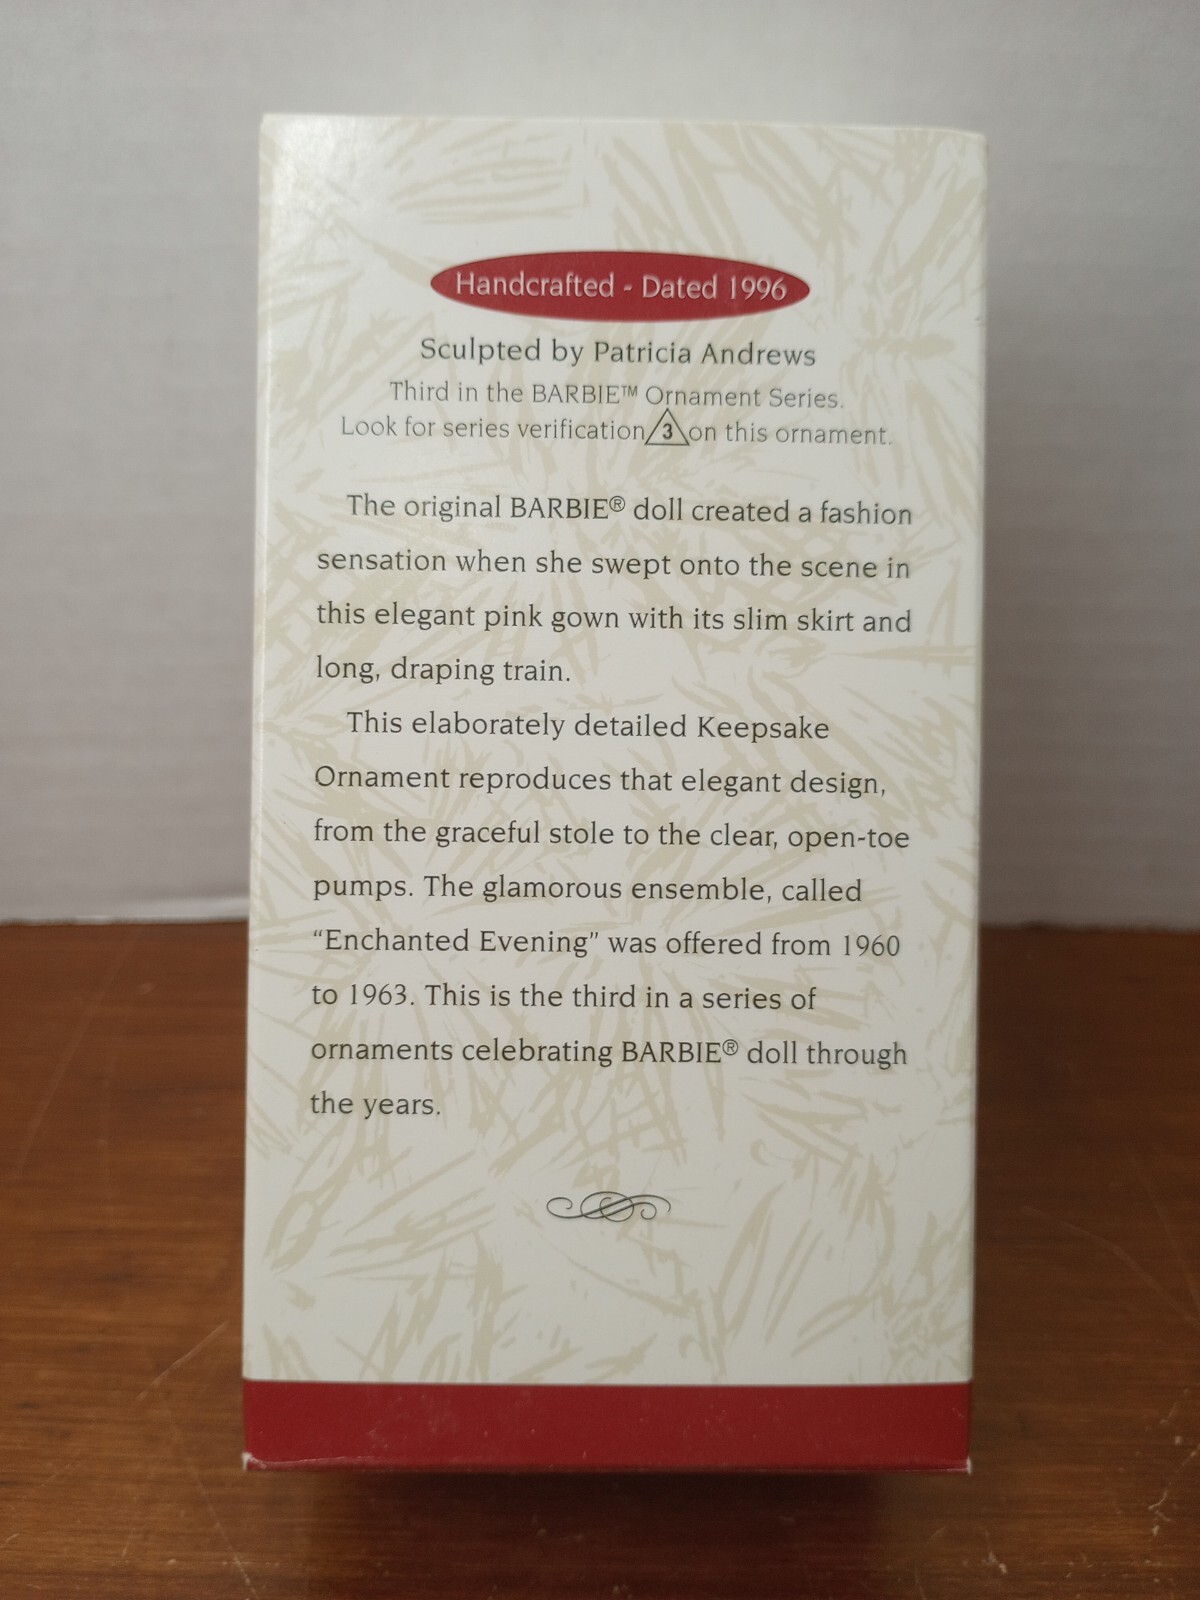 Handcrafted - Dated 1996
Sculpted by Patricia Andrews
Third in the BARBIE™ Ornament Series.
Look for series verification 3 on this ornament.
The original BARBIE® doll created a fashion
sensation when she swept onto the scene in
this elegant pink gown with its slim skirt and
long, draping train.
This elaborately detailed Keepsake
Ornament reproduces that elegant design,
from the graceful stole to the clear, open-toe
pumps. The glamorous ensemble, called
“Enchanted Evening” was offered from 1960
to 1963. This is the third in a series of
ornaments celebrating BARBIE® doll through
the years.